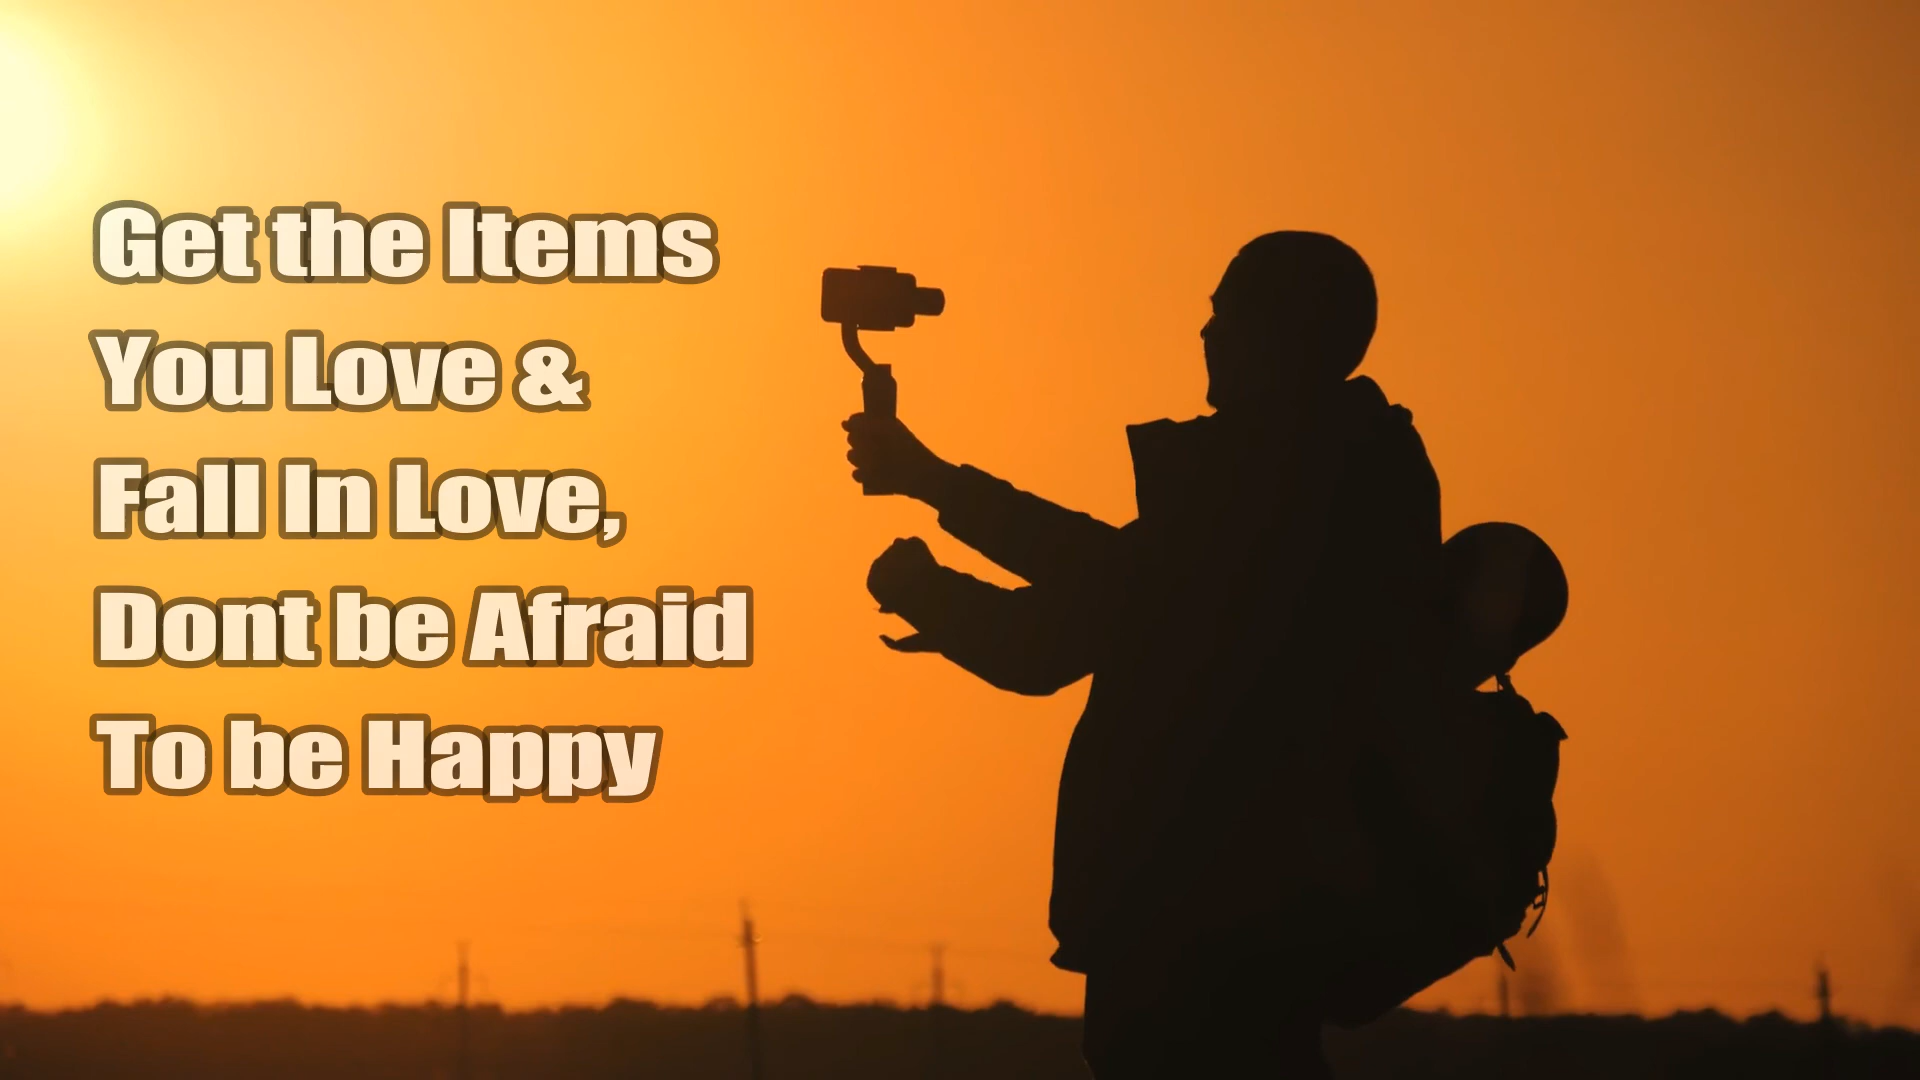 Get the Items
You Love &
Fall In Love,
Dont be Afraid
To be Happy